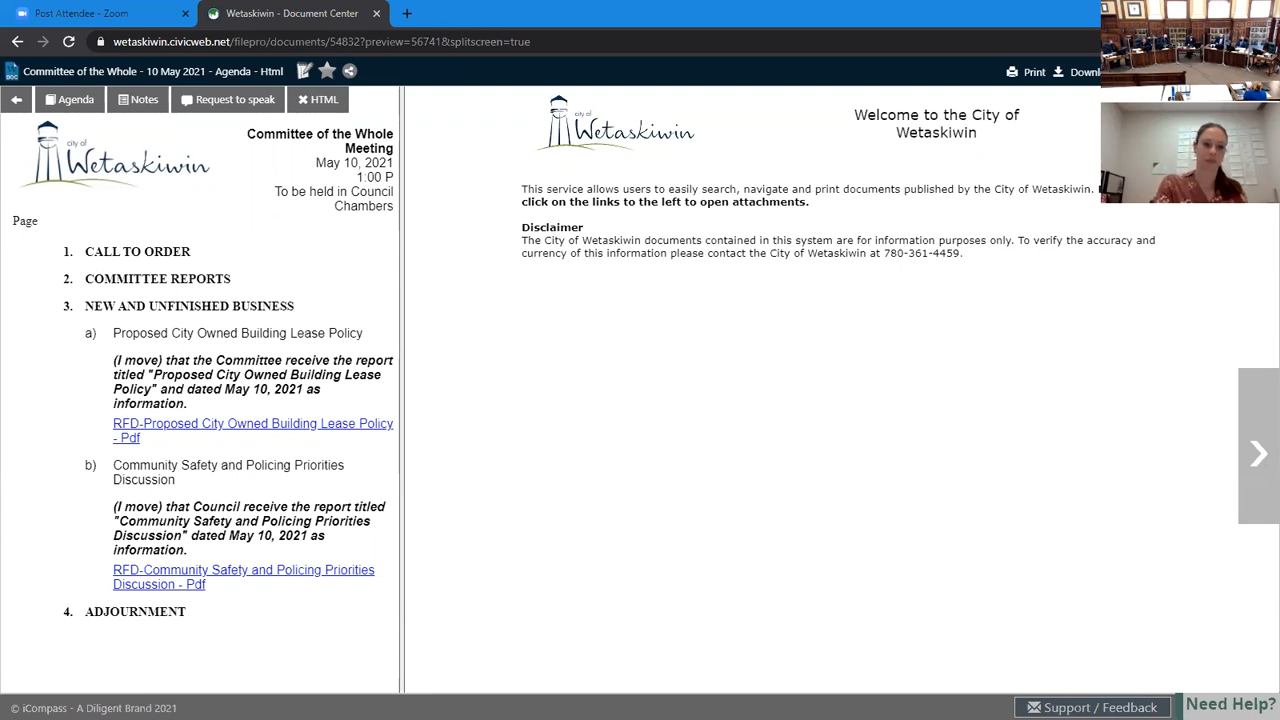 Post Attendee - Zoom
Wetaskiwin - Document Center
wetaskiwin.civicweb.net/filepro/documents/54832?preview=56741&splitscreen=true
Committee of the Whole - 10 May 2021 - Agenda - Html
Print
Downl
Agenda
Notes
Request to speak
HTML
city of
Wetaskiwin
Committee of the Whole
Meeting
May 10, 2021
1:00 P
To be held in Council
Chambers
Page
1. CALL TO ORDER
2. COMMITTEE REPORTS
3. NEW AND UNFINISHED BUSINESS
a) Proposed City Owned Building Lease Policy
(I move) that the Committee receive the report
titled "Proposed City Owned Building Lease
Policy" and dated May 10, 2021 as
information.
RFD-Proposed City Owned Building Lease Policy
- Pdf
b) Community Safety and Policing Priorities
Discussion
(I move) that Council receive the report titled
"Community Safety and Policing Priorities
Discussion" dated May 10, 2021 as
information.
RFD-Community Safety and Policing Priorities
Discussion - Pdf
4. ADJOURNMENT
city of
Wetaskiwin
Welcome to the City of
Wetaskiwin
This service allows users to easily search, navigate and print documents published by the City of Wetaskiwin.
click on the links to the left to open attachments.
Disclaimer
The City of Wetaskiwin documents contained in this system are for information purposes only. To verify the accuracy and
currency of this information please contact the City of Wetaskiwin at 780-361-4459.
© iCompass - A Diligent Brand 2021
Support / Feedback
Need Help?